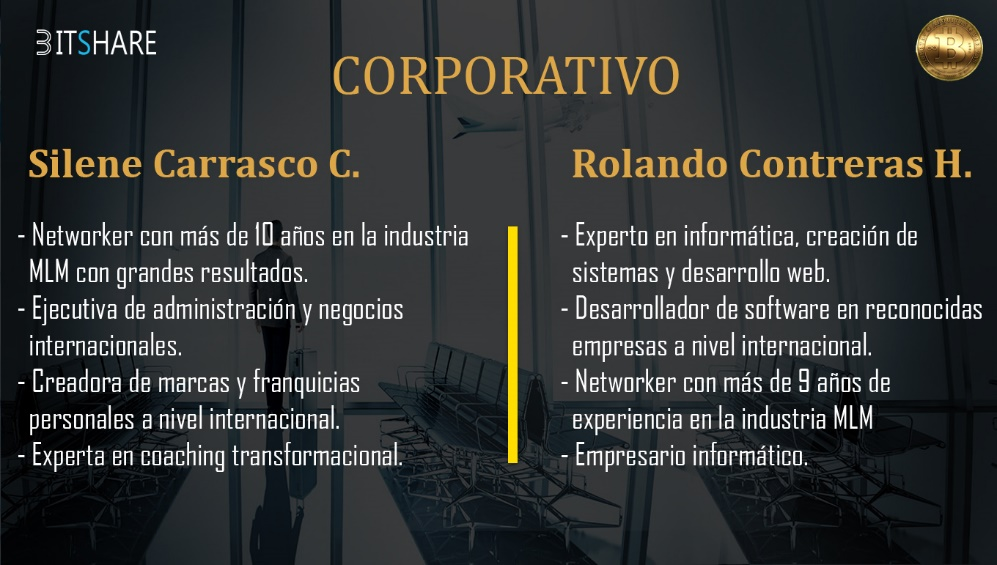 BITSHARE
CORPORATIVO
Silene Carrasco C.
- Networker con más de 10 años en la industria
MLM con grandes resultados.
- Ejecutiva de administración y negocios
internacionales.
- Creadora de marcas y franquicias
personales a nivel internacional.
- Experta en coaching transformacional.
Rolando Contreras H.
- Experto en informática, creación de
sistemas y desarrollo web.
- Desarrollador de software en reconocidas
empresas a nivel internacional.
- Networker con más de 9 años de
experiencia en la industria MLM
- Empresario informático.